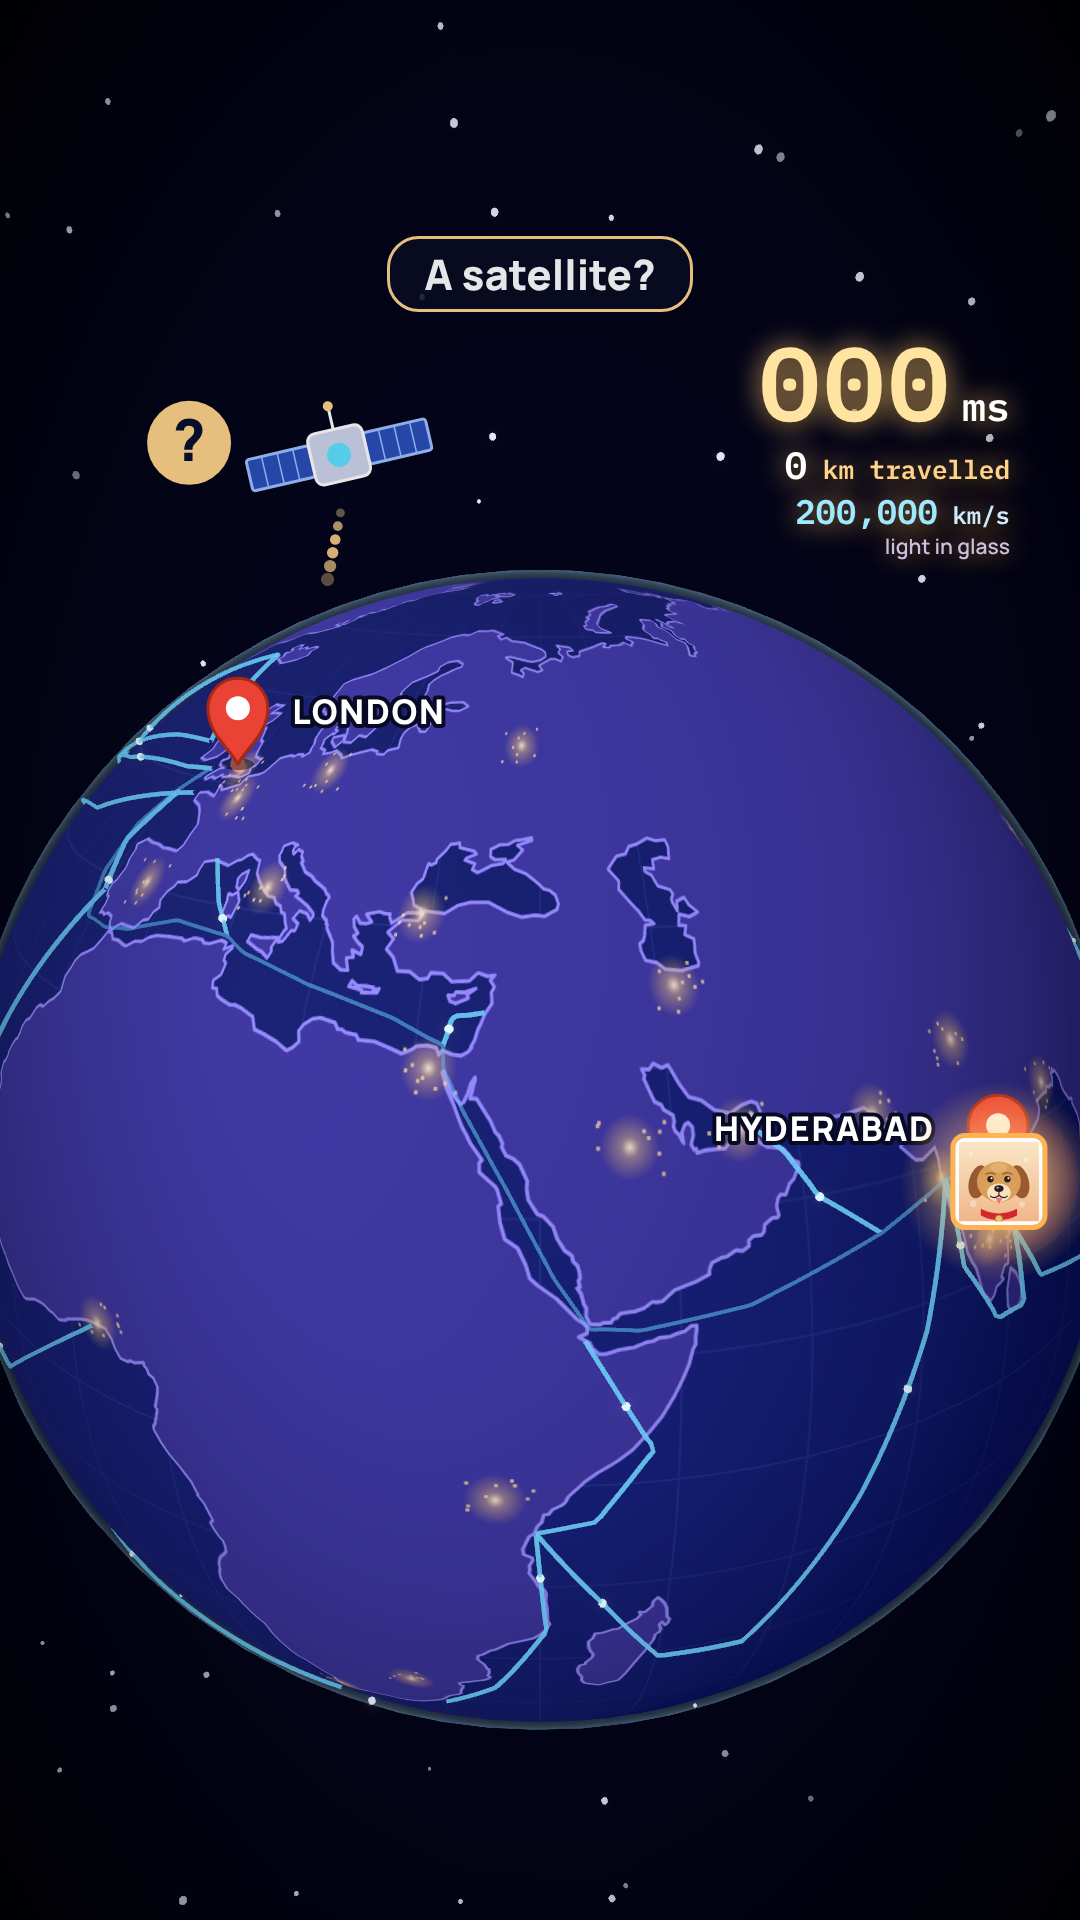 A satellite?
000 ms
?
0 km travelled
200,000 km/s
light in glass
LONDON
HYDERABAD